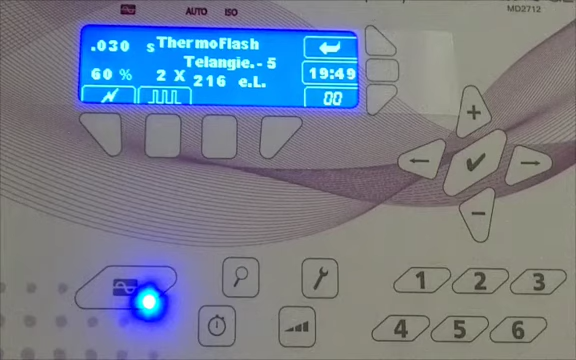 MD2712
AUTO ISO
.030 s ThermoFlash
Telangie.- 5
60 % 2 X 216 e.L.
19:49
00
1 2 3
4 5 6